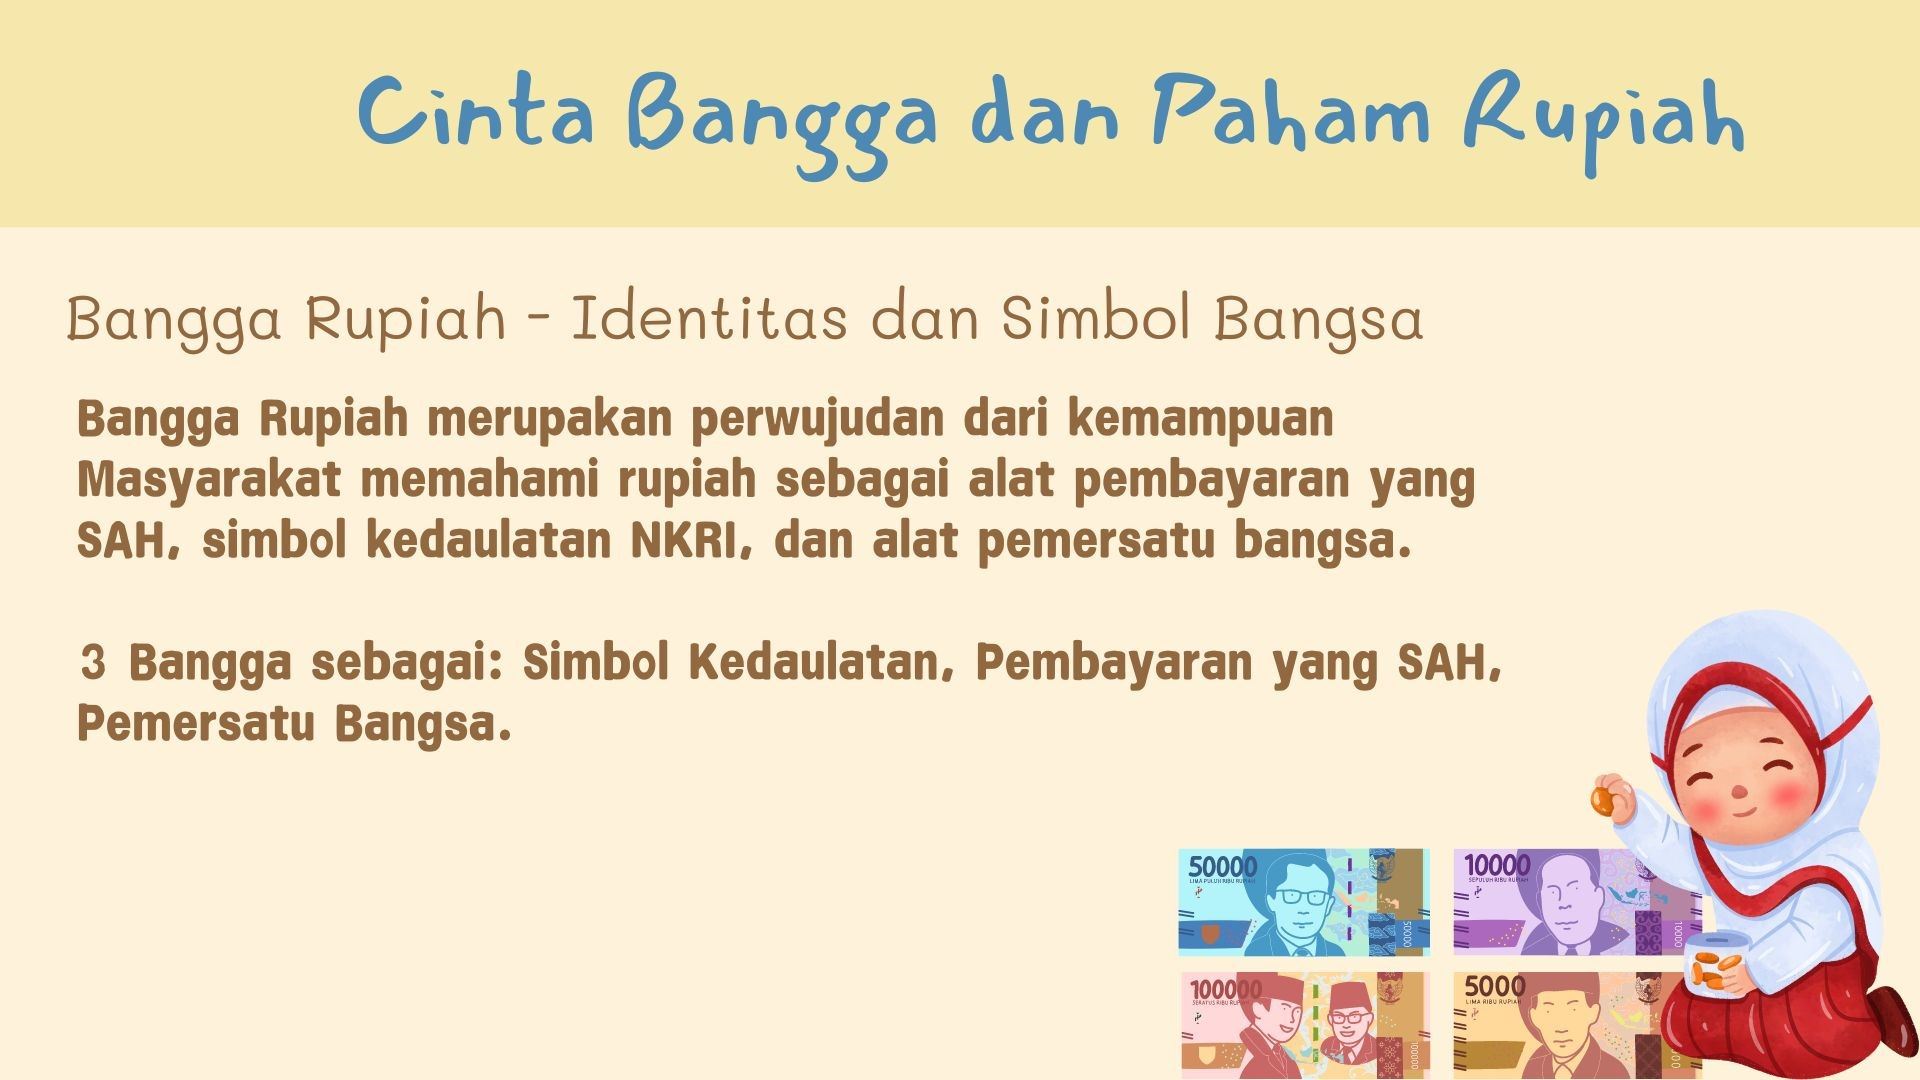 Cinta Bangga dan Paham Rupiah
Bangga Rupiah - Identitas dan Simbol Bangsa
Bangga Rupiah merupakan perwujudan dari kemampuan
Masyarakat memahami rupiah sebagai alat pembayaran yang
SAH, simbol kedaulatan NKRI, dan alat pemersatu bangsa.
3 Bangga sebagai: Simbol Kedaulatan, Pembayaran yang SAH,
Pemersatu Bangsa.
50000
LIMA PULUH RIBU RUPIAH
50000
10000
SEPULUH RIBU RUPIAH
10000
100000
SERATUS RIBU RUPIAH
100000
5000
LIMA RIBU RUPIAH